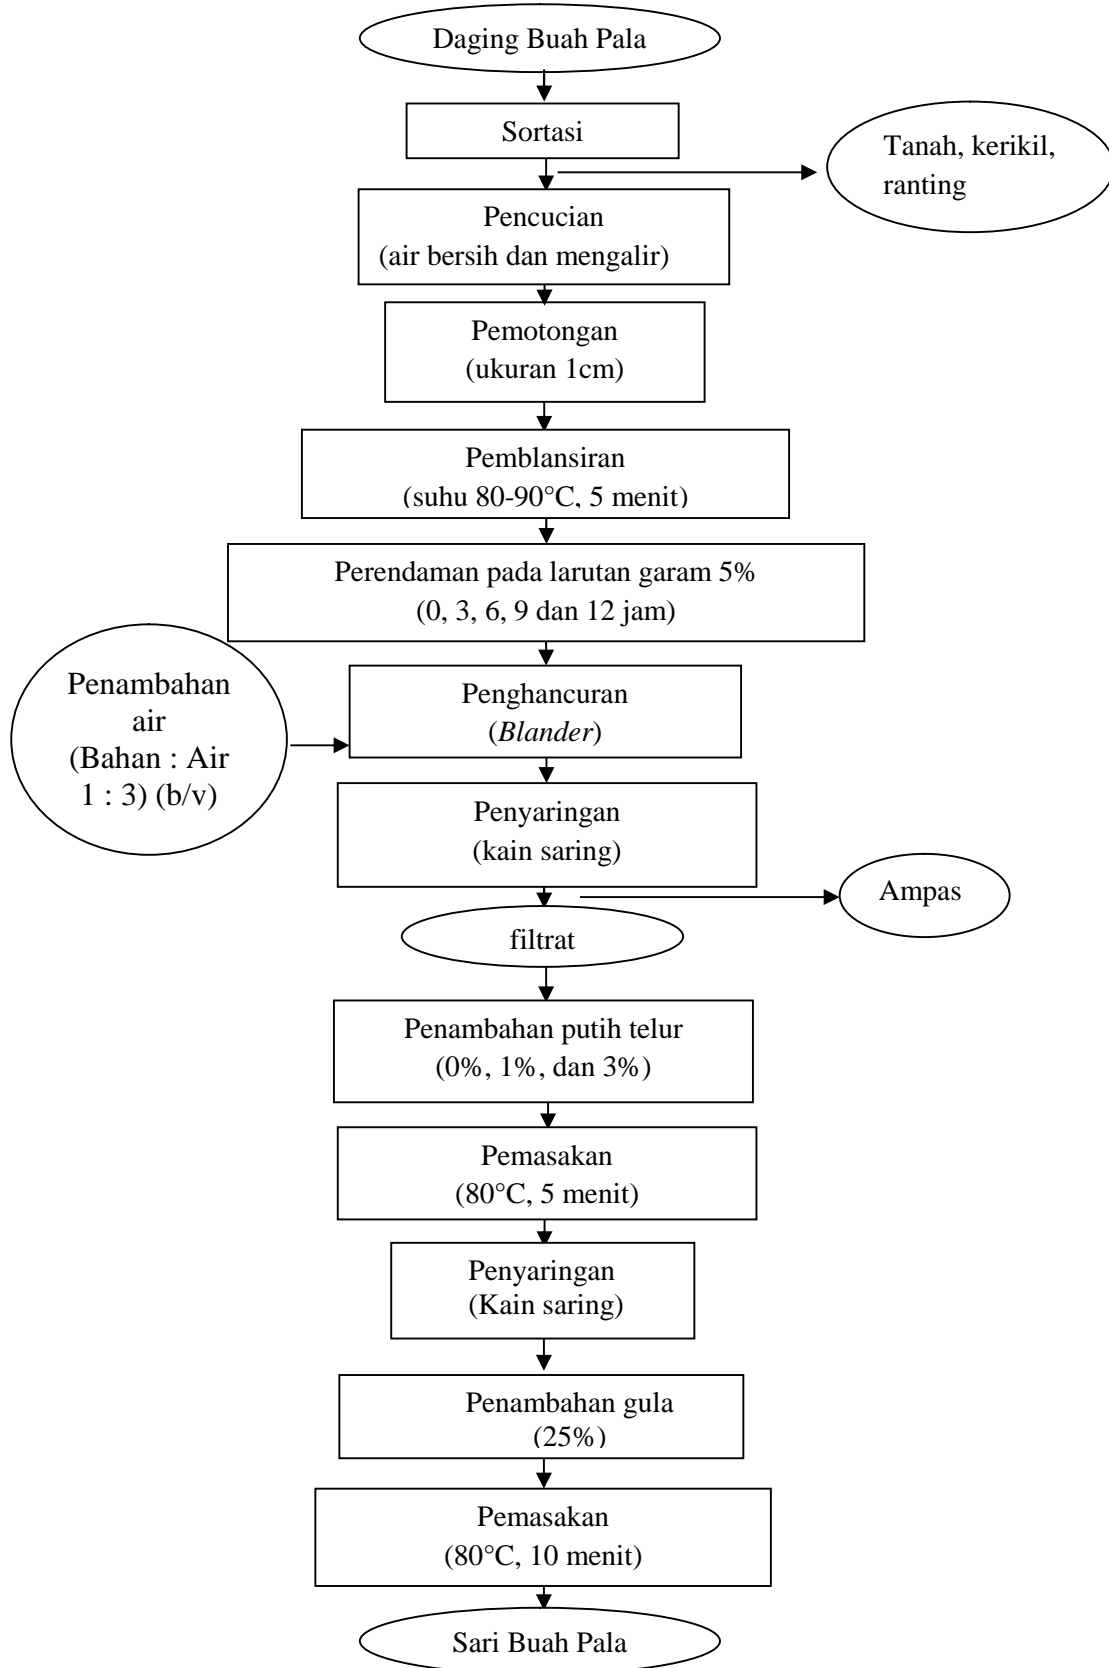 Daging Buah Pala
Sortasi
Tanah, kerikil,
ranting
Pencucian
(air bersih dan mengalir)
Pemotongan
(ukuran 1cm)
Pemblansiran
(suhu 80-90°C, 5 menit)
Perendaman pada larutan garam 5%
(0, 3, 6, 9 dan 12 jam)
Penambahan
air
(Bahan : Air
1 : 3) (b/v)
Penghancuran
(Blander)
Penyaringan
(kain saring)
Ampas
filtrat
Penambahan putih telur
(0%, 1%, dan 3%)
Pemasakan
(80°C, 5 menit)
Penyaringan
(Kain saring)
Penambahan gula
(25%)
Pemasakan
(80°C, 10 menit)
Sari Buah Pala